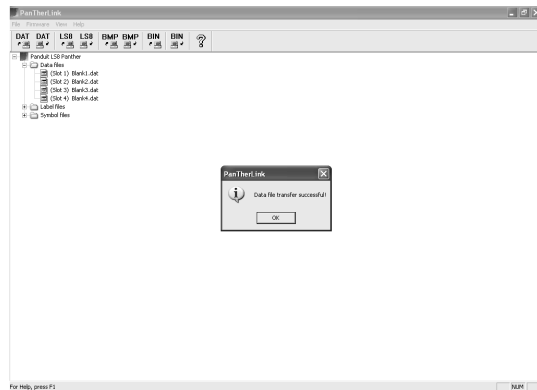 PanTherLink
File Firmware View Help
DAT DAT LS8 LS8 BMP BMP BIN BIN
Panduit LS8 Panther
Data files
(Slot 1) Blank1.dat
(Slot 2) Blank2.dat
(Slot 3) Blank3.dat
(Slot 4) Blank4.dat
Label files
Symbol files
PanTherLink
Data file transfer successful!
OK
For Help, press F1
NUM